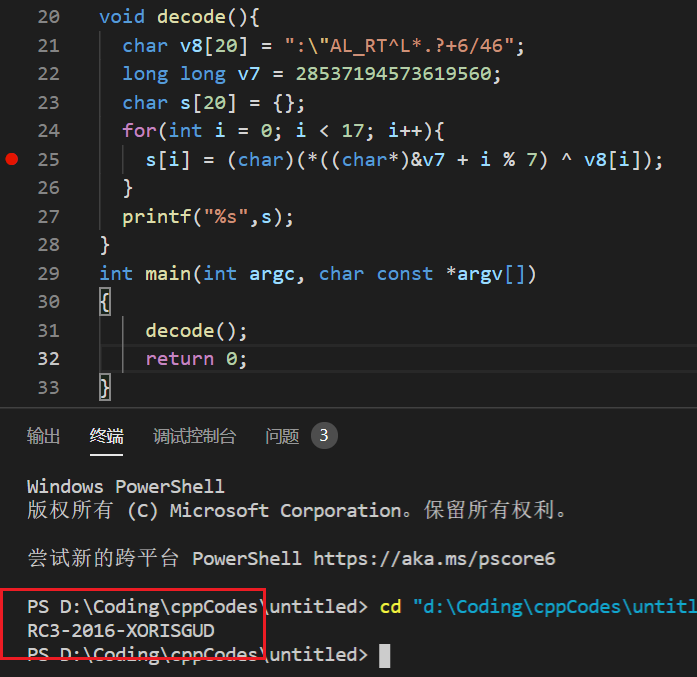 20 void decode(){
21 char v8[20] = ":\"AL_RT^L*.?+6/46";
22 long long v7 = 28537194573619560;
23 char s[20] = {};
24 for(int i = 0; i < 17; i++){
25 s[i] = (char)(*((char*)&v7 + i % 7) ^ v8[i]);
26 }
27 printf("%s",s);
28 }
29 int main(int argc, char const *argv[])
30 {
31 decode();
32 return 0;
33 }
输出 终端 调试控制台 问题 3
Windows PowerShell
版权所有 (C) Microsoft Corporation。保留所有权利。
尝试新的跨平台 PowerShell https://aka.ms/pscore6
PS D:\Coding\cppCodes\untitled> cd "d:\Coding\cppCodes\untitl
RC3-2016-XORISGUD
PS D:\Coding\cppCodes\untitled>